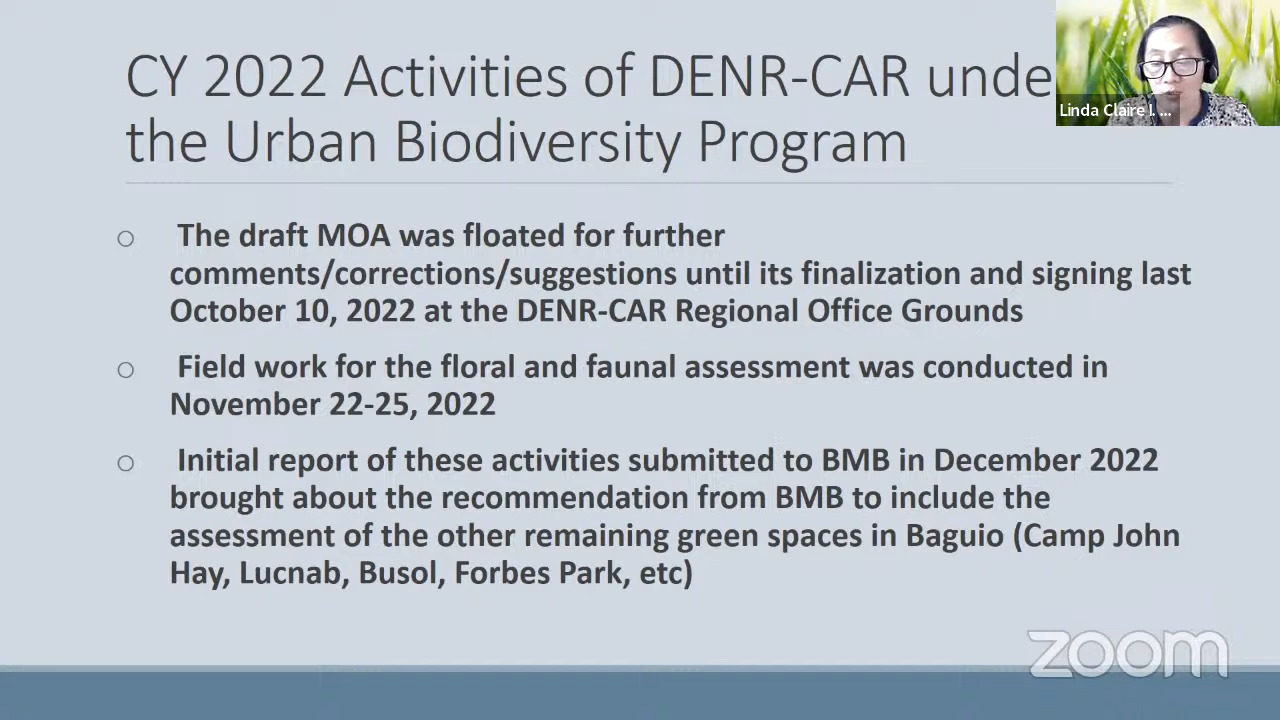 CY 2022 Activities of DENR-CAR unde
the Urban Biodiversity Program
Linda Claire I. ...
○ The draft MOA was floated for further
comments/corrections/suggestions until its finalization and signing last
October 10, 2022 at the DENR-CAR Regional Office Grounds
○ Field work for the floral and faunal assessment was conducted in
November 22-25, 2022
○ Initial report of these activities submitted to BMB in December 2022
brought about the recommendation from BMB to include the
assessment of the other remaining green spaces in Baguio (Camp John
Hay, Lucnab, Busol, Forbes Park, etc)
zoom